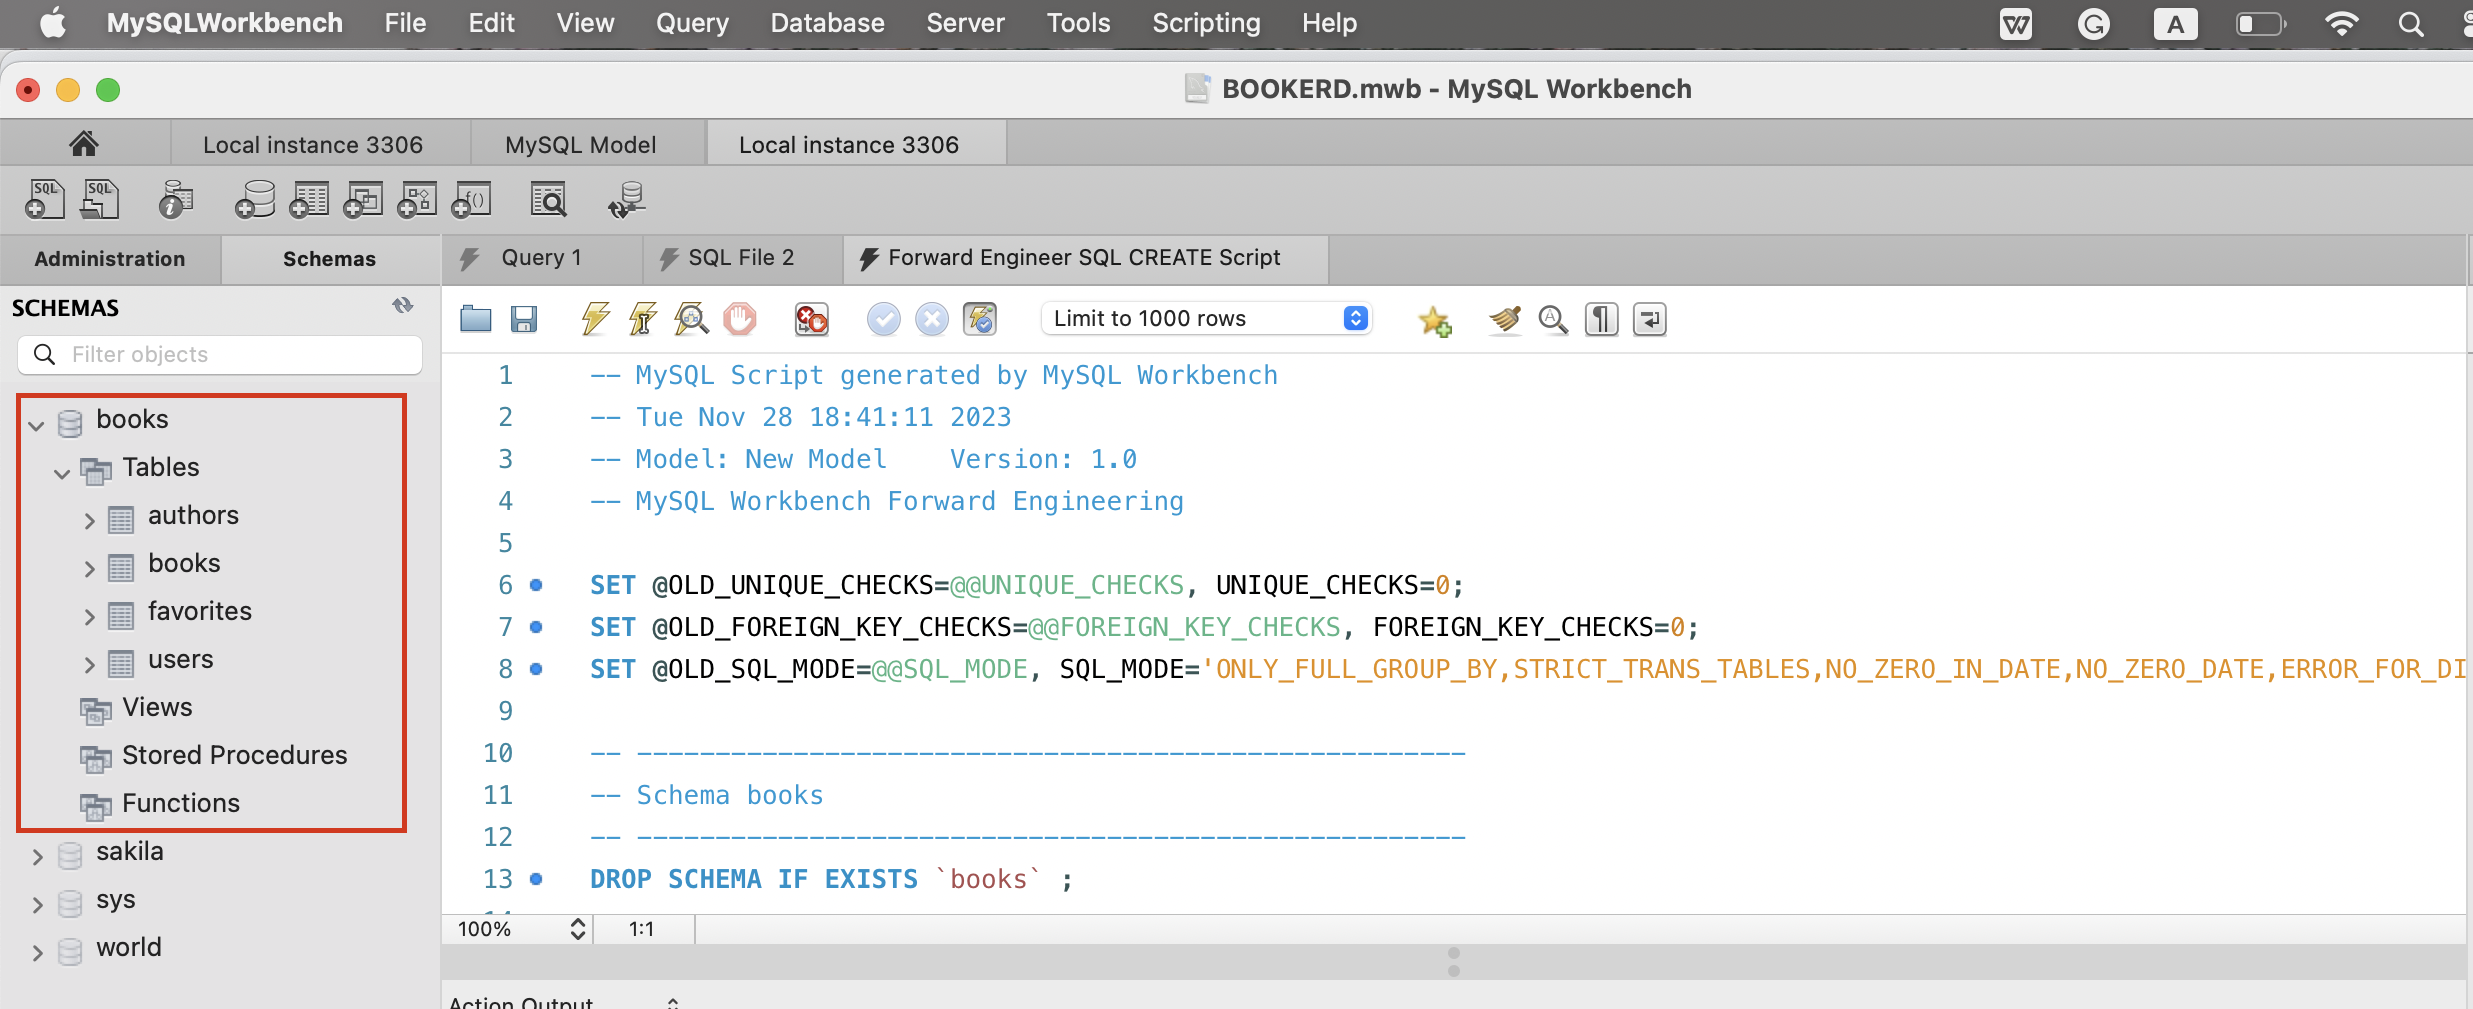 MySQLWorkbench File Edit View Query Database Server Tools Scripting Help
BOOKERD.mwb - MySQL Workbench
Local instance 3306 MySQL Model Local instance 3306
Administration Schemas Query 1 SQL File 2 Forward Engineer SQL CREATE Script
SCHEMAS
Filter objects
Limit to 1000 rows
books
Tables
authors
books
favorites
users
Views
Stored Procedures
Functions
sakila
sys
world
1 -- MySQL Script generated by MySQL Workbench
2 -- Tue Nov 28 18:41:11 2023
3 -- Model: New Model    Version: 1.0
4 -- MySQL Workbench Forward Engineering
5
6 SET @OLD_UNIQUE_CHECKS=@@UNIQUE_CHECKS, UNIQUE_CHECKS=0;
7 SET @OLD_FOREIGN_KEY_CHECKS=@@FOREIGN_KEY_CHECKS, FOREIGN_KEY_CHECKS=0;
8 SET @OLD_SQL_MODE=@@SQL_MODE, SQL_MODE='ONLY_FULL_GROUP_BY,STRICT_TRANS_TABLES,NO_ZERO_IN_DATE,NO_ZERO_DATE,ERROR_FOR_DI
9
10 -- -----------------------------------------------------
11 -- Schema books
12 -- -----------------------------------------------------
13 DROP SCHEMA IF EXISTS `books` ;
100% 1:1
Action Output